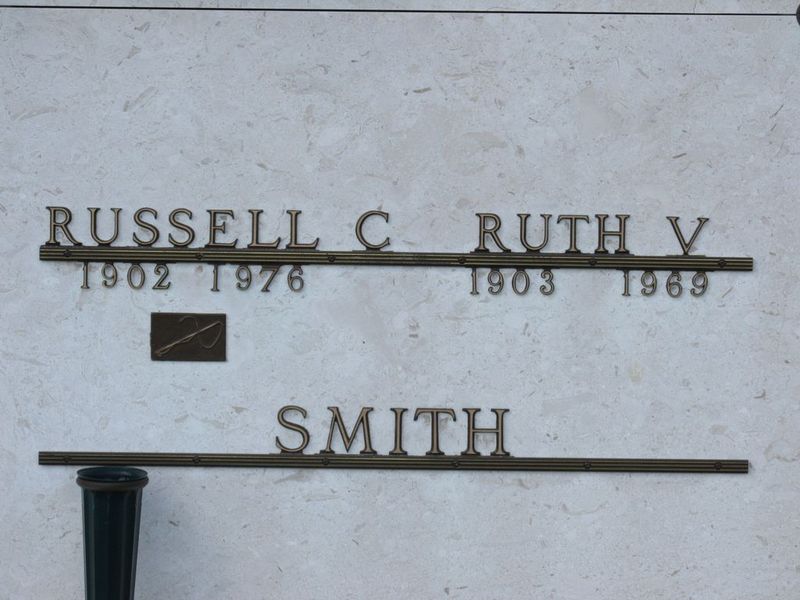 RUSSELL C RUTH V
1902 1976 1903 1969
SMITH